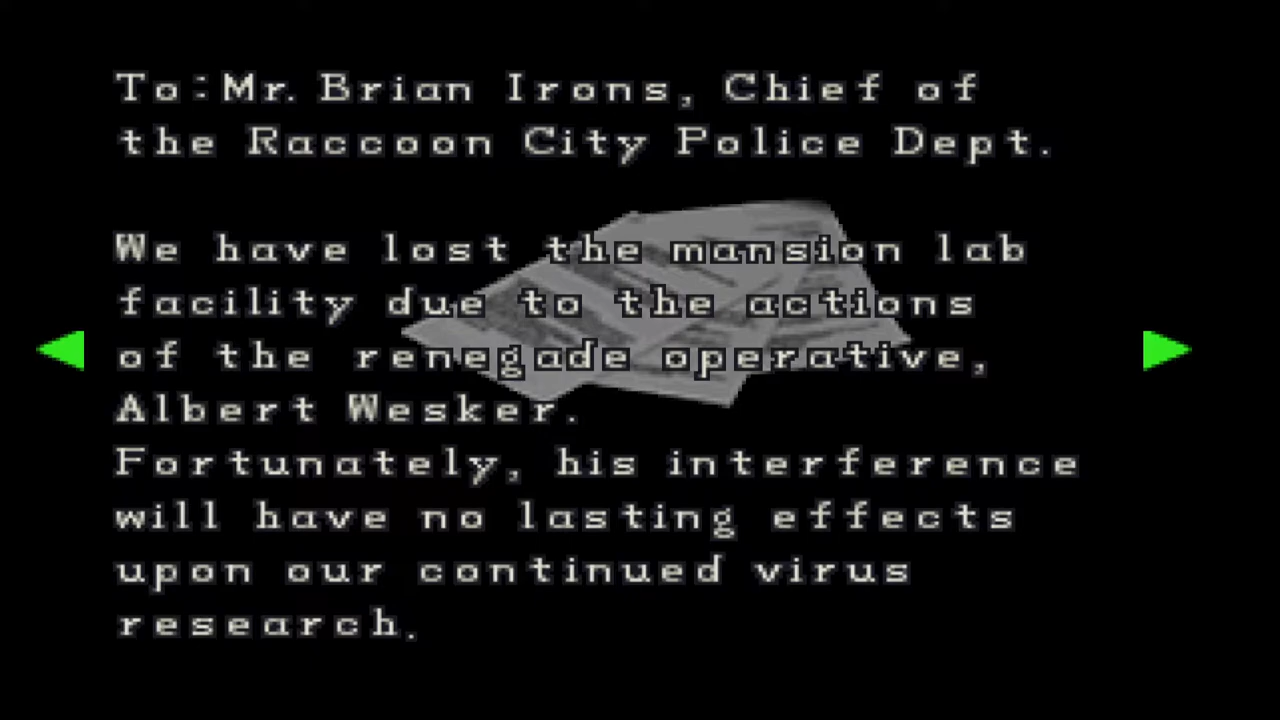 To:Mr. Brian Irons, Chief of
the Raccoon City Police Dept.
We have lost the mansion lab
facility due to the actions
of the renegade operative,
Albert Wesker.
Fortunately, his interference
will have no lasting effects
upon our continued virus
research.